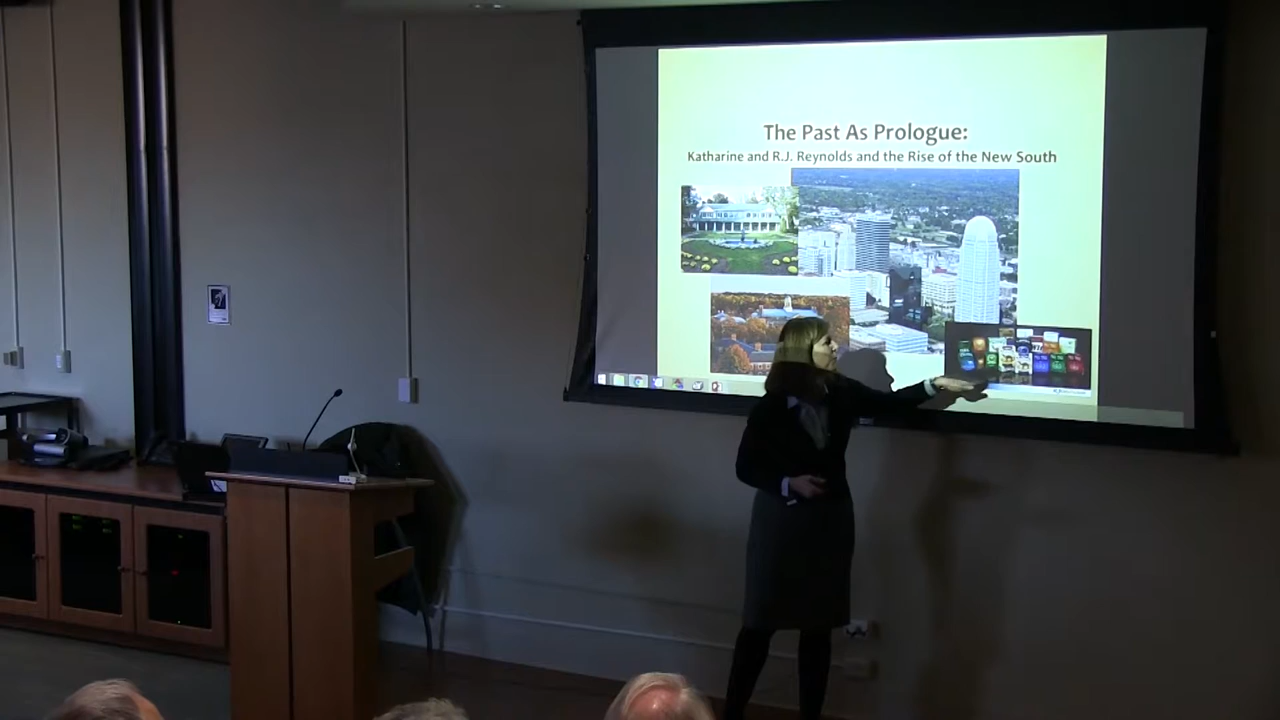 The Past As Prologue:
Katharine and R.J. Reynolds and the Rise of the New South